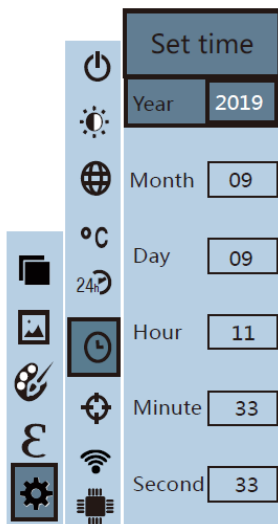 Set time
Year 2019
Month 09
°C
Day 09
24h
Hour 11
Minute 33
ε
Second 33